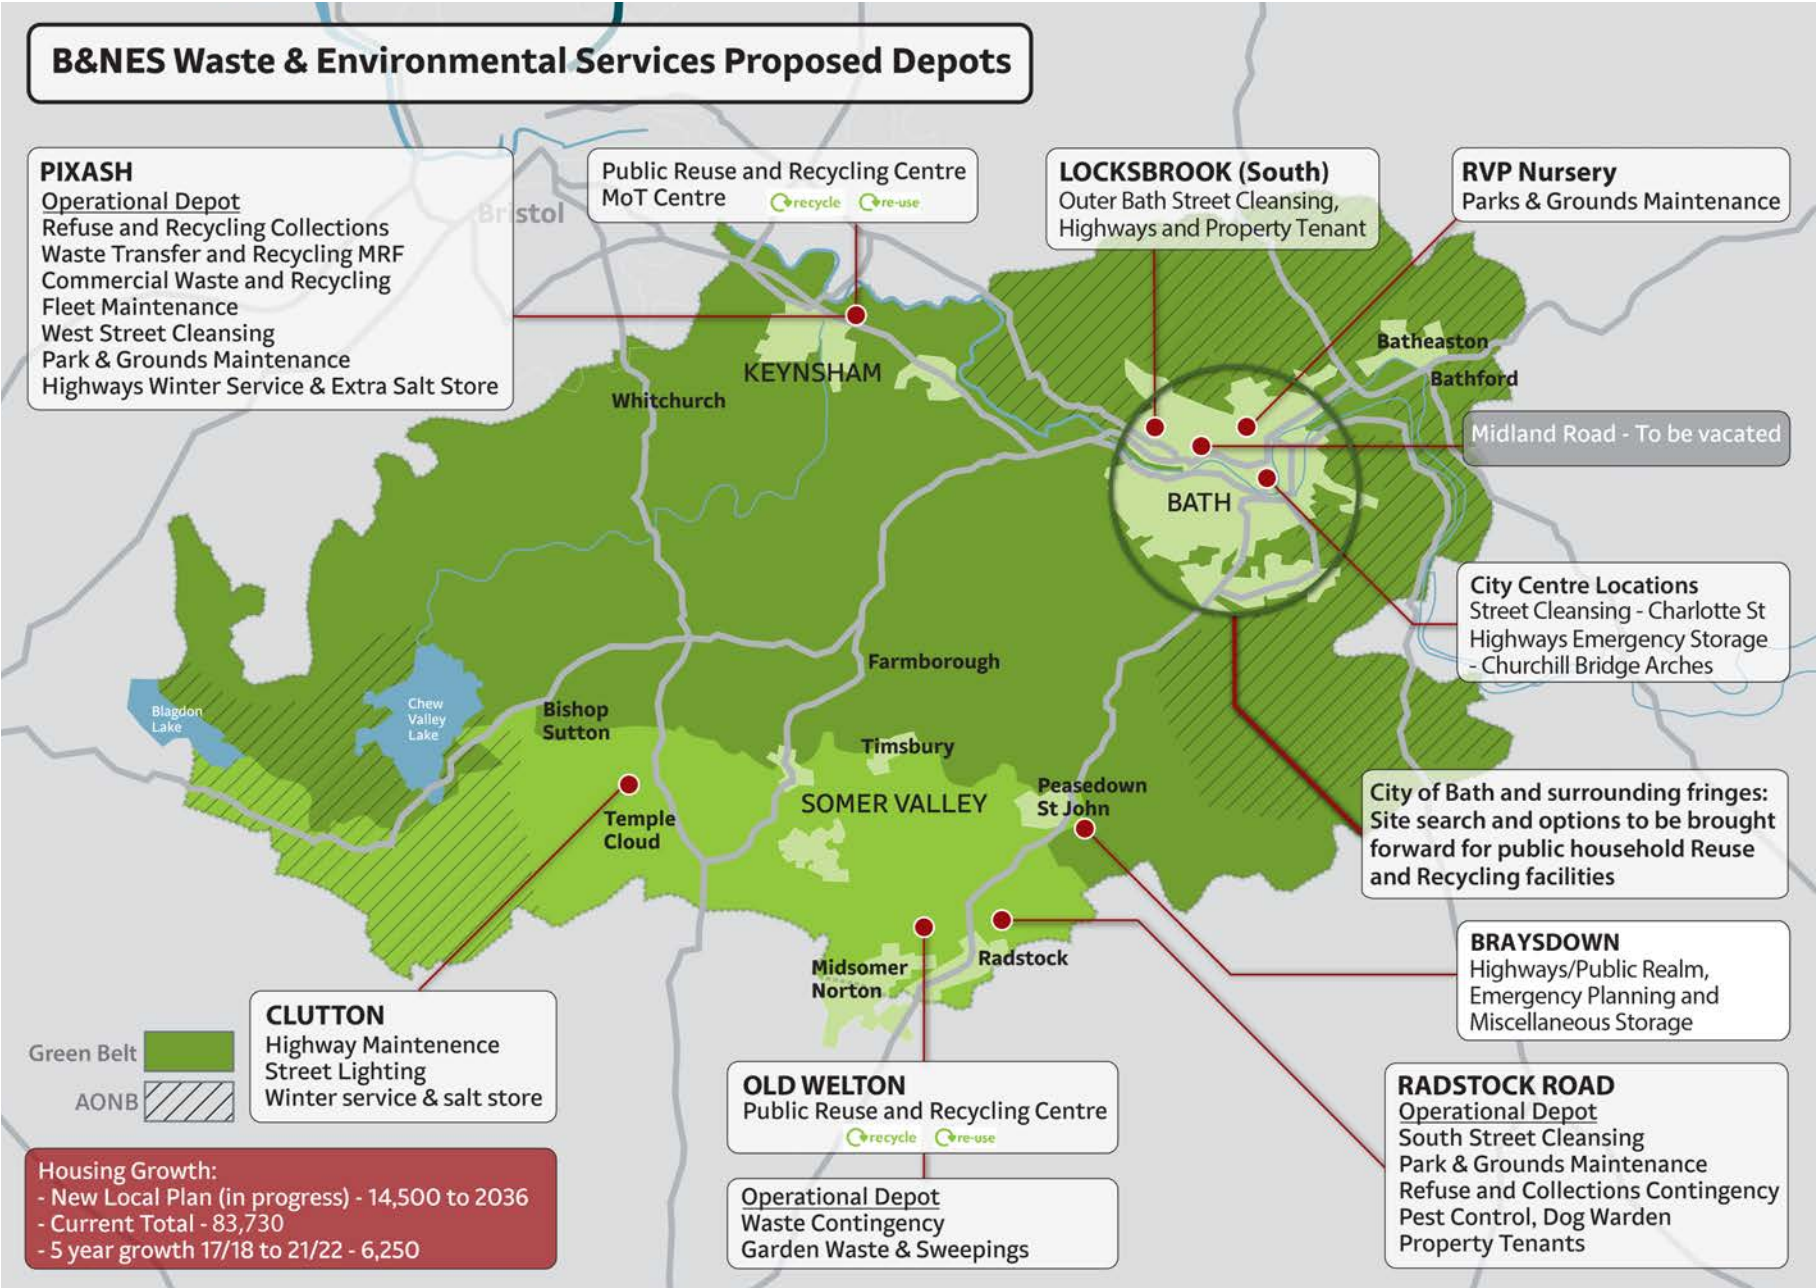 B&NES Waste & Environmental Services Proposed Depots
PIXASH
Operational Depot
Refuse and Recycling Collections
Waste Transfer and Recycling MRF
Commercial Waste and Recycling
Fleet Maintenance
West Street Cleansing
Park & Grounds Maintenance
Highways Winter Service & Extra Salt Store
Bristol
Public Reuse and Recycling Centre
MoT Centre
recycle
re-use
LOCKSBROOK (South)
Outer Bath Street Cleansing,
Highways and Property Tenant
RVP Nursery
Parks & Grounds Maintenance
Batheaston
Bathford
KEYNSHAM
Whitchurch
Midland Road - To be vacated
BATH
City Centre Locations
Street Cleansing - Charlotte St
Highways Emergency Storage
- Churchill Bridge Arches
Farmborough
Blagdon
Lake
Chew
Valley
Lake
Bishop
Sutton
Timsbury
SOMER VALLEY
Peasedown
St John
Temple
Cloud
City of Bath and surrounding fringes:
Site search and options to be brought
forward for public household Reuse
and Recycling facilities
Midsomer
Norton
Radstock
BRAYSDOWN
Highways/Public Realm,
Emergency Planning and
Miscellaneous Storage
Green Belt
AONB
CLUTTON
Highway Maintenence
Street Lighting
Winter service & salt store
OLD WELTON
Public Reuse and Recycling Centre
recycle
re-use
Operational Depot
Waste Contingency
Garden Waste & Sweepings
RADSTOCK ROAD
Operational Depot
South Street Cleansing
Park & Grounds Maintenance
Refuse and Collections Contingency
Pest Control, Dog Warden
Property Tenants
Housing Growth:
- New Local Plan (in progress) - 14,500 to 2036
- Current Total - 83,730
- 5 year growth 17/18 to 21/22 - 6,250